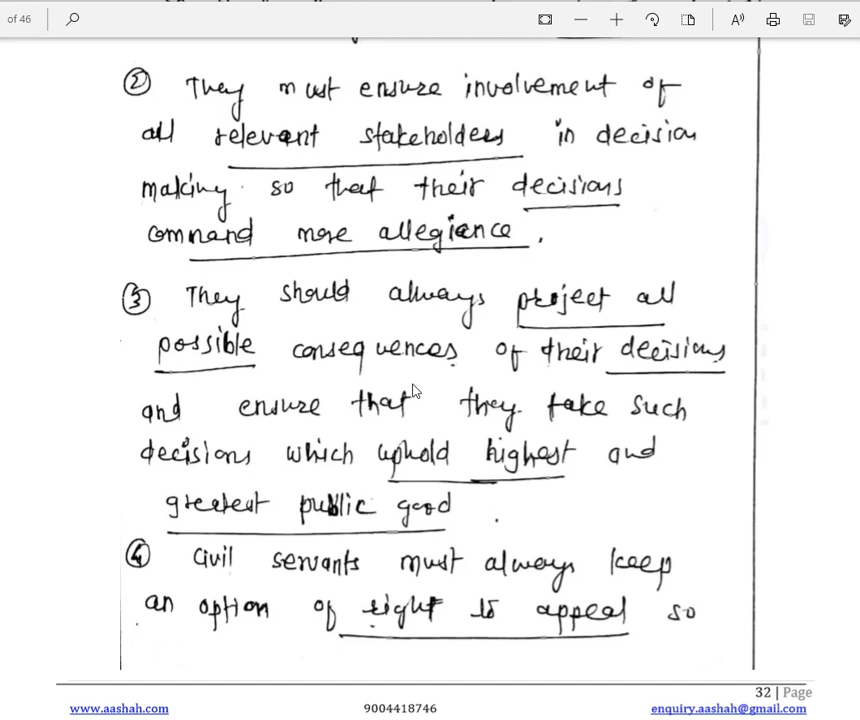 of 46
② They must ensure involvement of
all relevant stakeholders in decision
making so that their decisions
command more allegience.
③ They should always project all
possible consequences of their decisions
and ensure that they take such
decisions which uphold highest and
greatest public good.
④ Civil servants must always keep
an option of right to appeal so
32 | Page
www.aashah.com 9004418746 enquiry.aashah@gmail.com